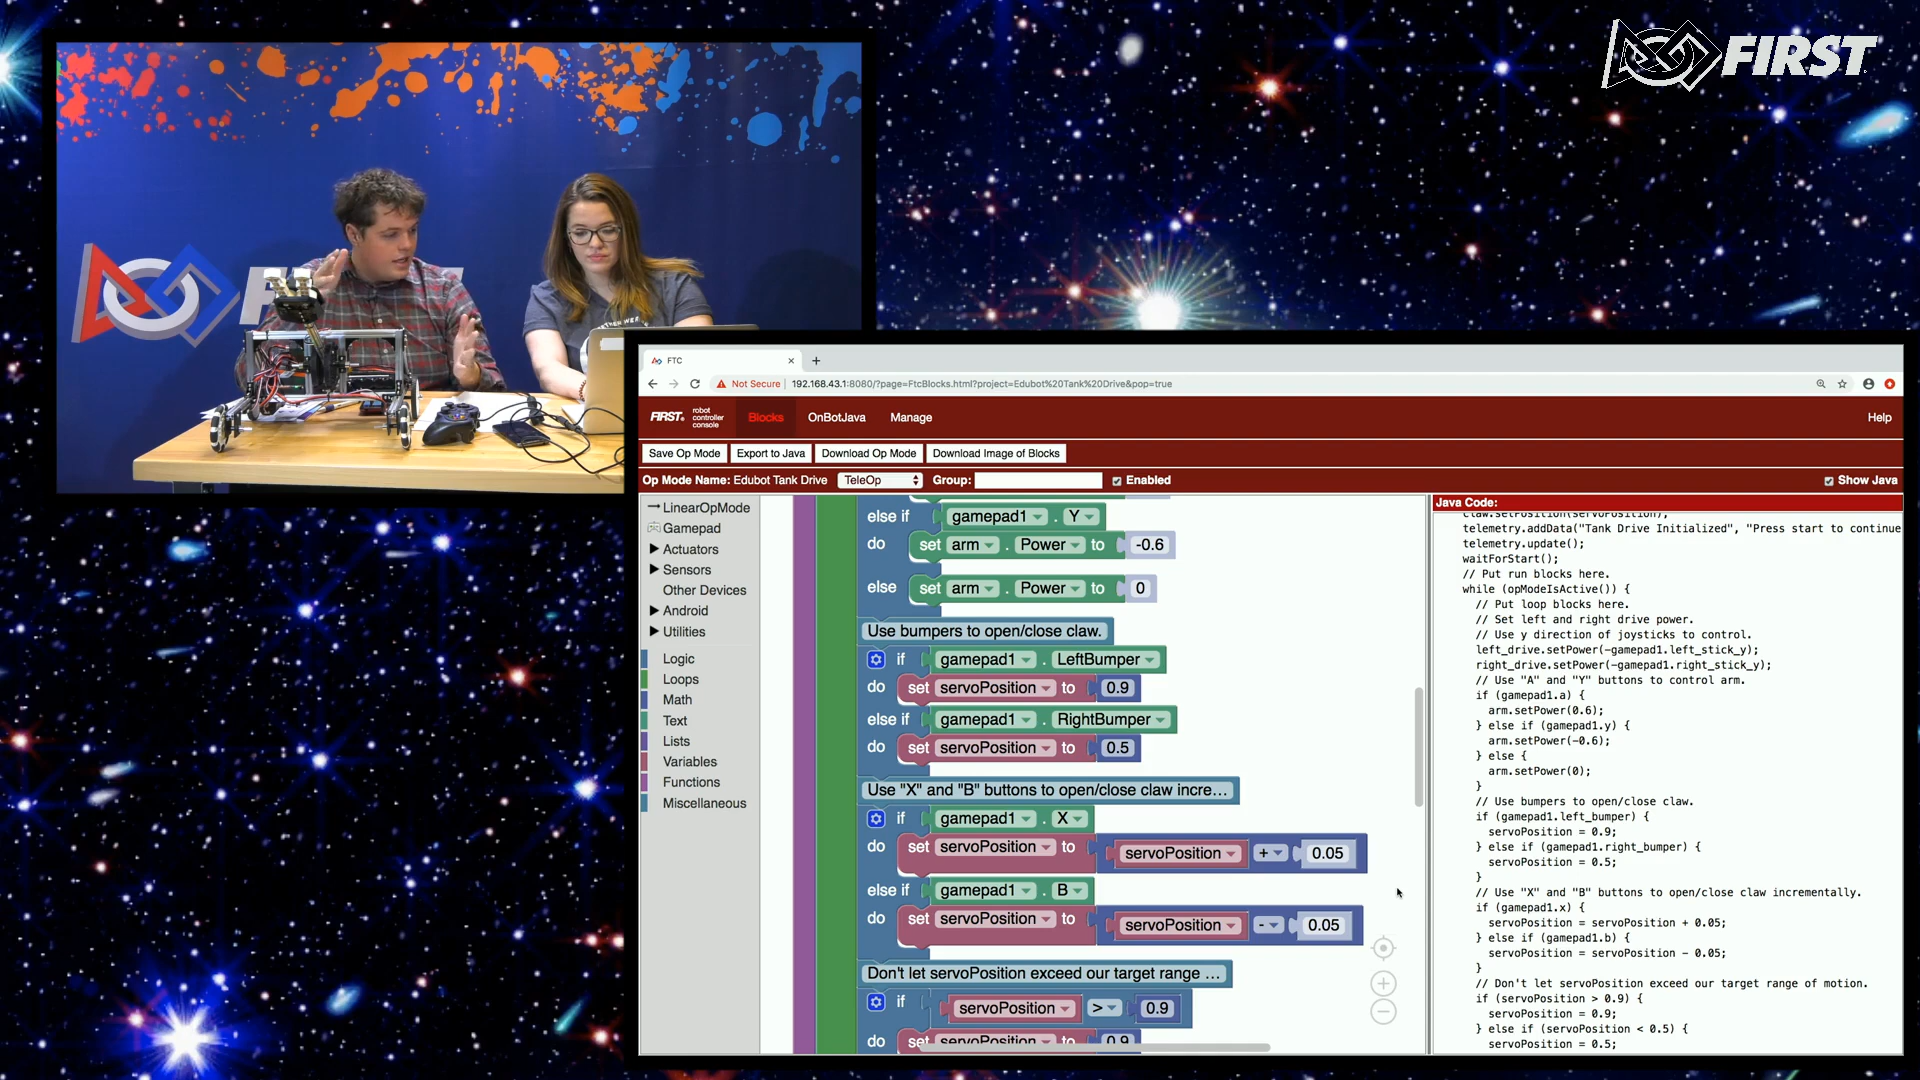 FIRST
FTC
Not Secure
192.168.43.1:8080/?page=FtcBlocks.html?project=Edubot%20Tank%20Drive&pop=true
FIRST. robot controller console
Blocks
OnBotJava
Manage
Help
Save Op Mode
Export to Java
Download Op Mode
Download Image of Blocks
Op Mode Name: Edubot Tank Drive
TeleOp
Group:
Enabled
Show Java
LinearOpMode
Gamepad
Actuators
Sensors
Other Devices
Android
Utilities
Logic
Loops
Math
Text
Lists
Variables
Functions
Miscellaneous
else if gamepad1 . Y
do set arm . Power to -0.6
else set arm . Power to 0
Use bumpers to open/close claw.
if gamepad1 . LeftBumper
do set servoPosition to 0.9
else if gamepad1 . RightBumper
do set servoPosition to 0.5
Use "X" and "B" buttons to open/close claw incre...
if gamepad1 . X
do set servoPosition to servoPosition + 0.05
else if gamepad1 . B
do set servoPosition to servoPosition - 0.05
Don't let servoPosition exceed our target range ...
if servoPosition > 0.9
do set servoPosition to 0.9
Java Code:
claw.setPosition(servoPosition);
telemetry.addData("Tank Drive Initialized", "Press start to continue
telemetry.update();
waitForStart();
// Put run blocks here.
while (opModeIsActive()) {
// Put loop blocks here.
// Set left and right drive power.
// Use y direction of joysticks to control.
left_drive.setPower(-gamepad1.left_stick_y);
right_drive.setPower(-gamepad1.right_stick_y);
// Use "A" and "Y" buttons to control arm.
if (gamepad1.a) {
arm.setPower(0.6);
} else if (gamepad1.y) {
arm.setPower(-0.6);
} else {
arm.setPower(0);
}
// Use bumpers to open/close claw.
if (gamepad1.left_bumper) {
servoPosition = 0.9;
} else if (gamepad1.right_bumper) {
servoPosition = 0.5;
}
// Use "X" and "B" buttons to open/close claw incrementally.
if (gamepad1.x) {
servoPosition = servoPosition + 0.05;
} else if (gamepad1.b) {
servoPosition = servoPosition - 0.05;
}
// Don't let servoPosition exceed our target range of motion.
if (servoPosition > 0.9) {
servoPosition = 0.9;
} else if (servoPosition < 0.5) {
servoPosition = 0.5;